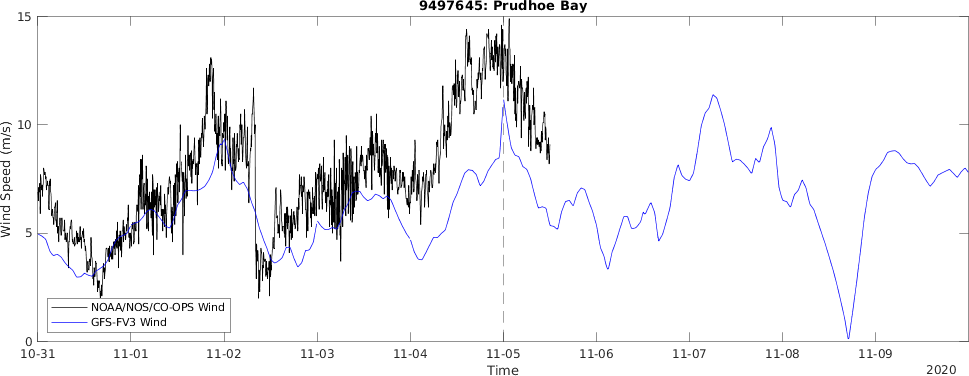 9497645: Prudhoe Bay
15
10
5
0
Wind Speed (m/s)
NOAA/NOS/CO-OPS Wind
GFS-FV3 Wind
10-31 11-01 11-02 11-03 11-04 11-05 11-06 11-07 11-08 11-09
Time
2020